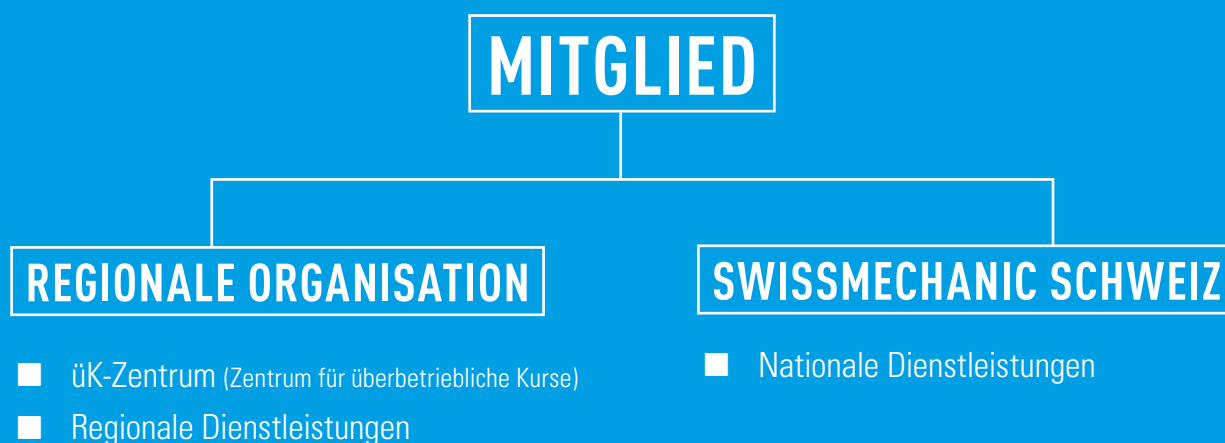 MITGLIED
REGIONALE ORGANISATION
üK-Zentrum (Zentrum für überbetriebliche Kurse)
Regionale Dienstleistungen
SWISSMECHANIC SCHWEIZ
Nationale Dienstleistungen